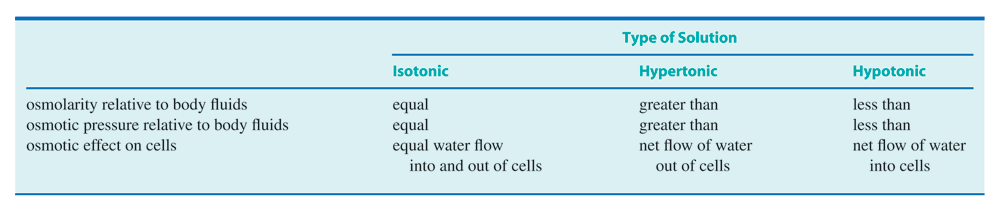 Type of Solution
Isotonic Hypertonic Hypotonic
osmolarity relative to body fluids equal greater than less than
osmotic pressure relative to body fluids equal greater than less than
osmotic effect on cells equal water flow net flow of water net flow of water
into and out of cells out of cells into cells